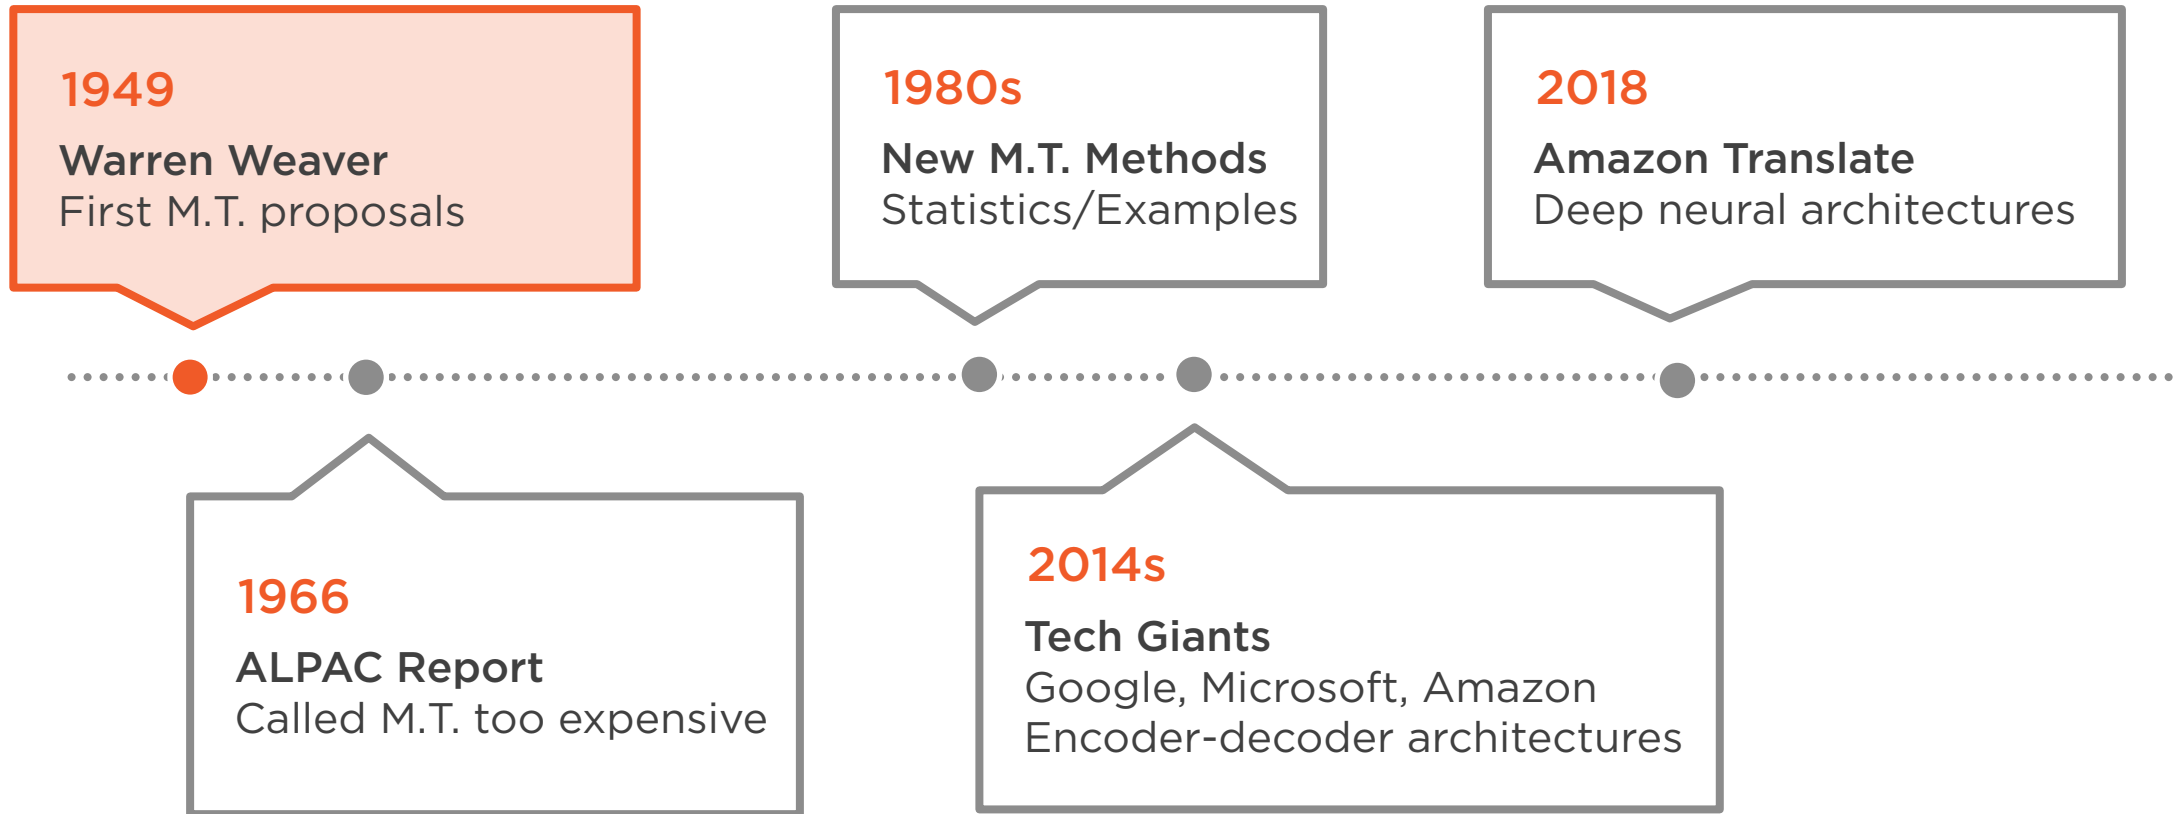 1949
Warren Weaver
First M.T. proposals
1966
ALPAC Report
Called M.T. too expensive
1980s
New M.T. Methods
Statistics/Examples
2014s
Tech Giants
Google, Microsoft, Amazon
Encoder-decoder architectures
2018
Amazon Translate
Deep neural architectures